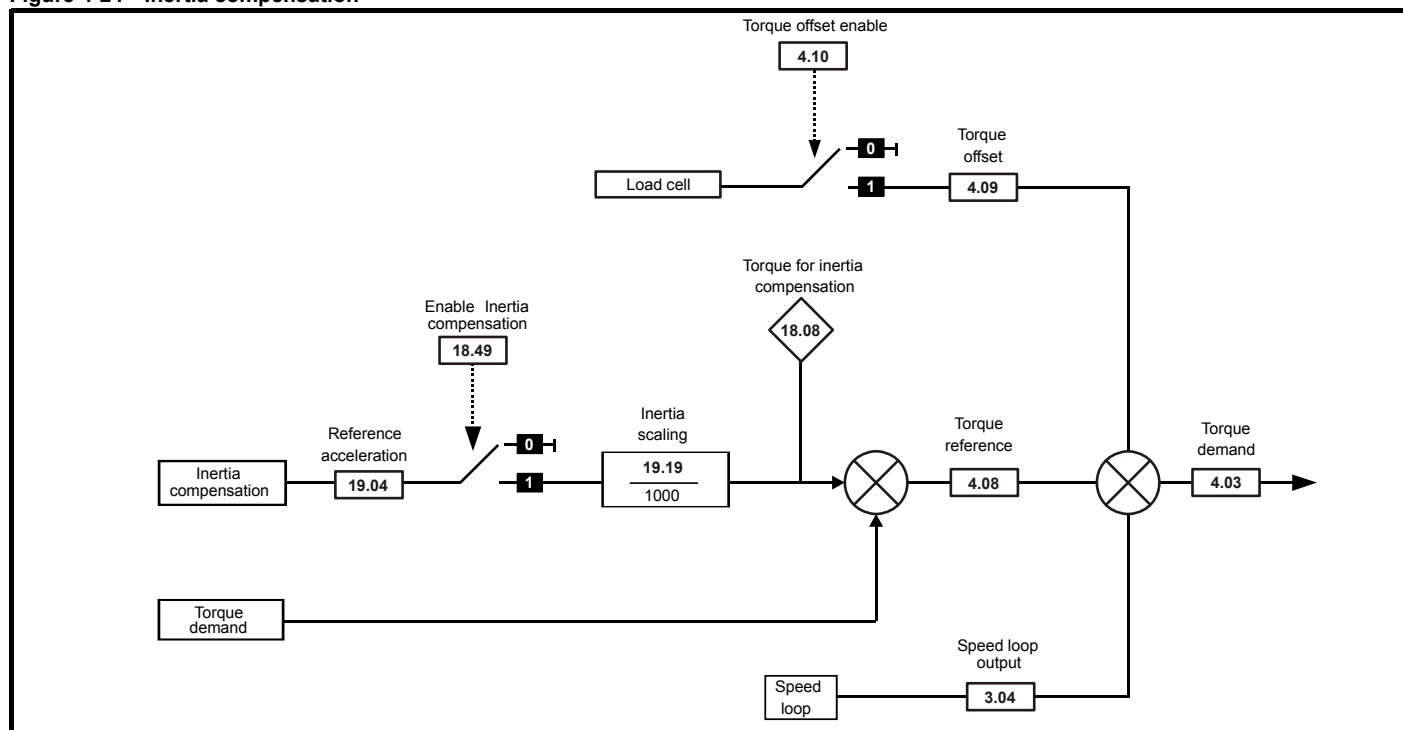 Figure 4-24 Inertia compensation
Torque offset enable
4.10
Torque
offset
0
1
Load cell
4.09
Torque for inertia
compensation
18.08
Enable Inertia
compensation
18.49
Reference
acceleration
Inertia
scaling
Torque
reference
Torque
demand
Inertia
compensation
19.04
0
1
19.19
1000
4.08
4.03
Torque
demand
Speed loop
output
Speed
loop
3.04